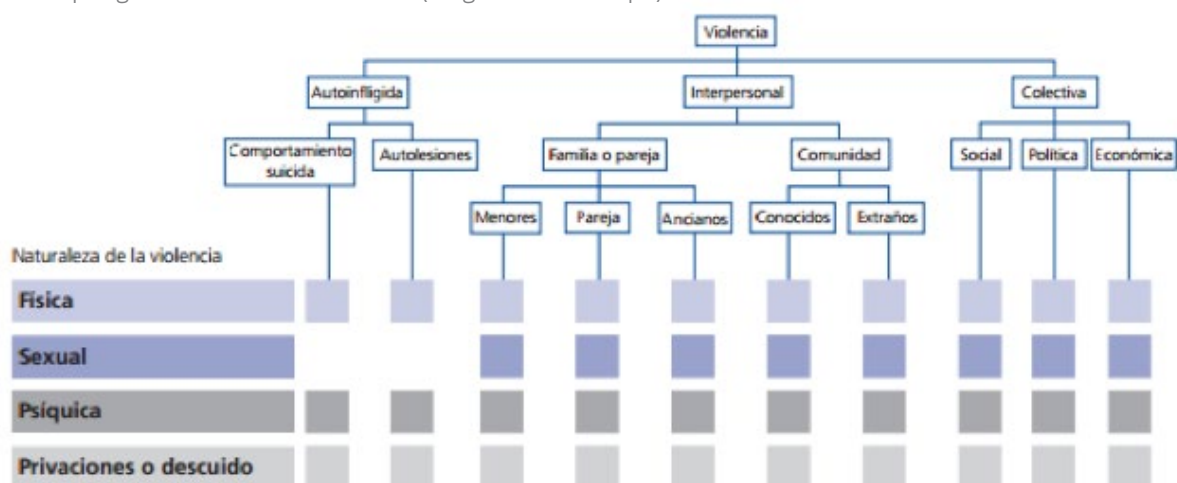 Violencia
Autoinfligida Interpersonal Colectiva
Comportamiento suicida Autolesiones Familia o pareja Comunidad Social Política Económica
Menores Pareja Ancianos Conocidos Extraños
Naturaleza de la violencia
Física
Sexual
Psíquica
Privaciones o descuido